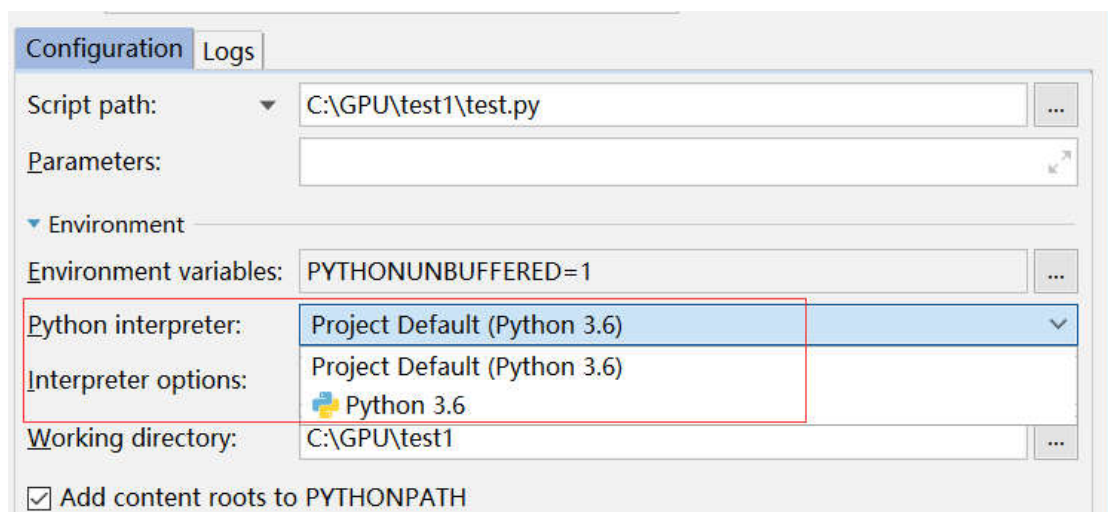 Configuration Logs
Script path: C:\GPU\test1\test.py ...
Parameters:
Environment
Environment variables: PYTHONUNBUFFERED=1 ...
Python interpreter: Project Default (Python 3.6)
Project Default (Python 3.6)
Interpreter options:
Python 3.6
Working directory: C:\GPU\test1 ...
Add content roots to PYTHONPATH